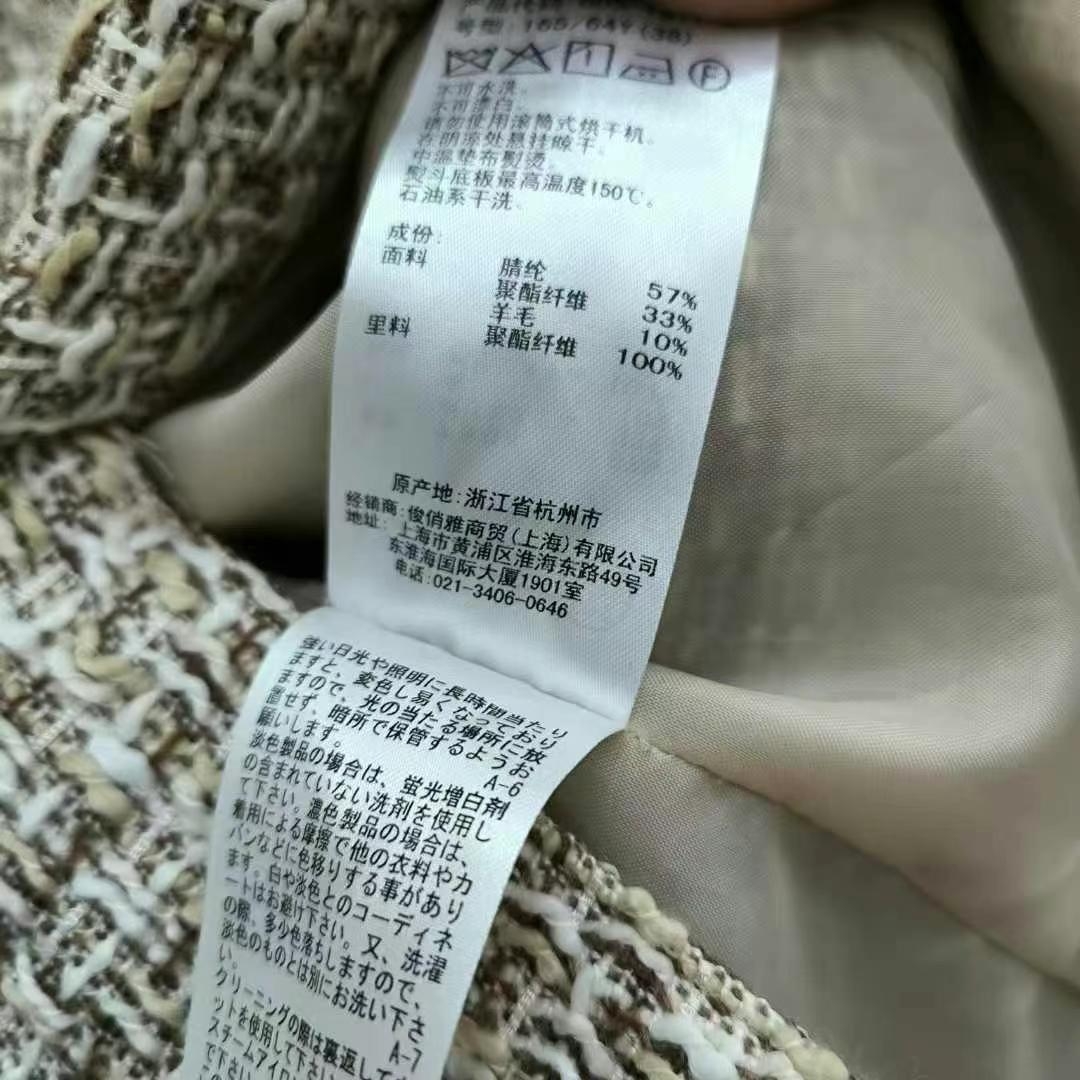 号型: 165/64Y(38)
F
不可水洗。
不可漂白。
请勿使用滚筒式烘干机。
在阴凉处悬挂晾干。
中温垫布熨烫。
熨斗底板最高温度150℃。
石油系干洗.
成份:
面料 腈纶 57%
聚酯纤维 33%
羊毛 10%
里料 聚酯纤维 100%
原产地:浙江省杭州市
经销商:俊俏雅商贸(上海)有限公司
地址: 上海市黄浦区淮海东路49号
东淮海国际大厦1901室
电话:021-3406-0646
強い日光や照明に長時間当たり
ますと、変色し易くなっており
ますので、光の当たる場所に放
置せず、暗所で保管するようお
願いします。 A-6
淡色製品の場合は、蛍光増白剤
の含まれていない洗剤を使用し
て下さい。濃色製品の場合は、
着用による摩擦で他の衣料やカ
バンなどに色移りする事があり
ます。白や淡色とのコーディネ
ートはお避け下さい。又、洗濯
の際、多少色落ちしますので、
淡色のものとは別にお洗い下さ
い。 A-7
クリーニングの際は裏返して
ットを使用して下さい
スチームアイロン
で下さい